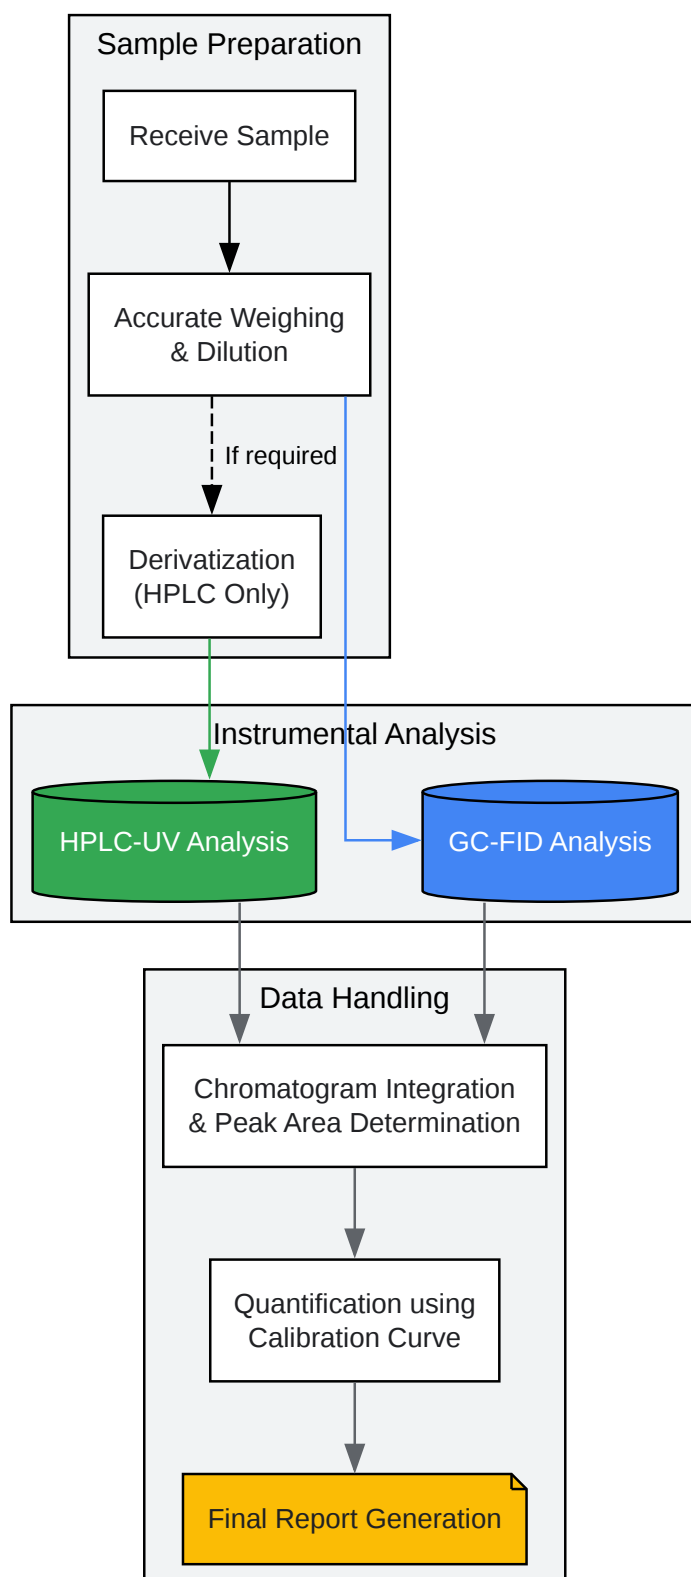 Sample Preparation
Receive Sample
Accurate Weighing
& Dilution
If required
Derivatization
(HPLC Only)
Instrumental Analysis
HPLC-UV Analysis
GC-FID Analysis
Data Handling
Chromatogram Integration
& Peak Area Determination
Quantification using
Calibration Curve
Final Report Generation